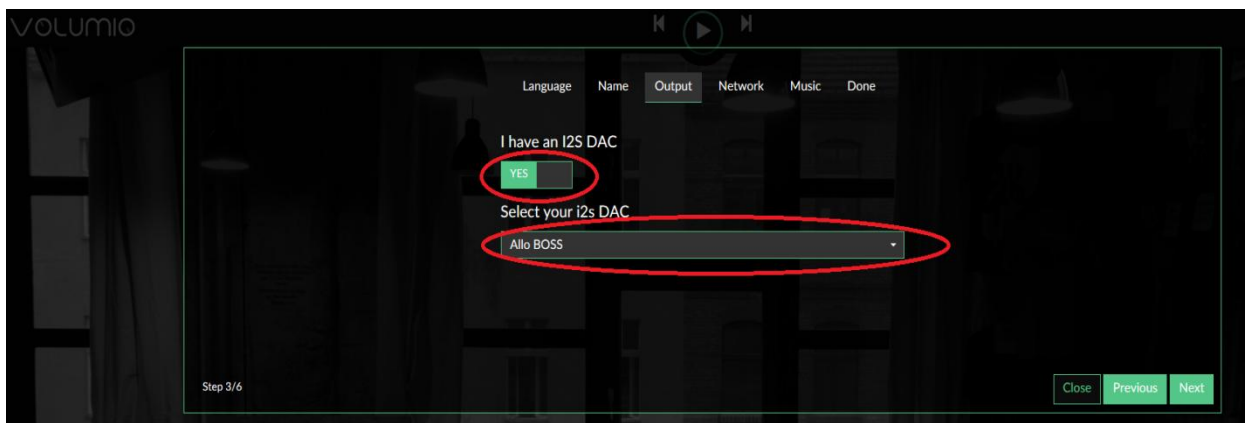 VOLUMIO
Language Name Output Network Music Done
I have an I2S DAC
YES
Select your i2s DAC
Allo BOSS
Step 3/6
Close Previous Next